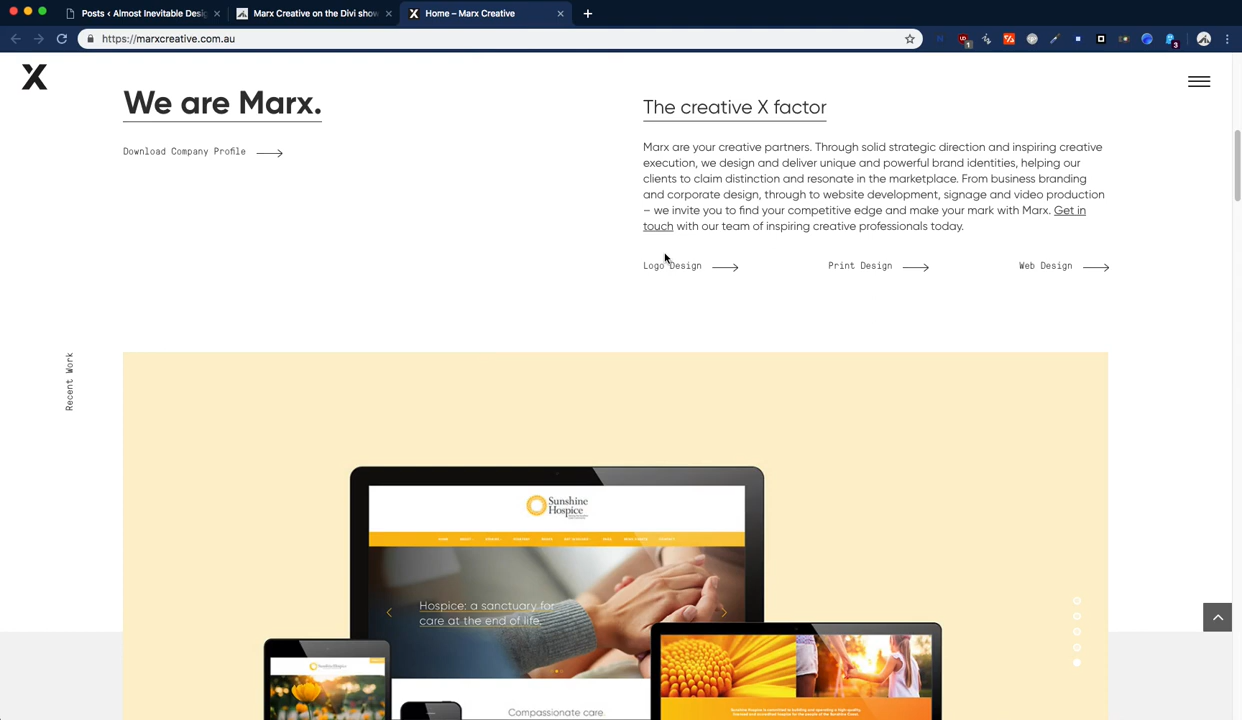 Posts ‹ Almost Inevitable Desig
Marx Creative on the Divi show
Home – Marx Creative
https://marxcreative.com.au
1
3
X
We are Marx.
Download Company Profile
The creative X factor
Marx are your creative partners. Through solid strategic direction and inspiring creative
execution, we design and deliver unique and powerful brand identities, helping our
clients to claim distinction and resonate in the marketplace. From business branding
and corporate design, through to website development, signage and video production
– we invite you to find your competitive edge and make your mark with Marx. Get in
touch with our team of inspiring creative professionals today.
Logo Design
Print Design
Web Design
Recent Work
Sunshine
Hospice
HOME
Hospice: a sanctuary for
care at the end of life.
Sunshine
Hospice
Compassionate care.